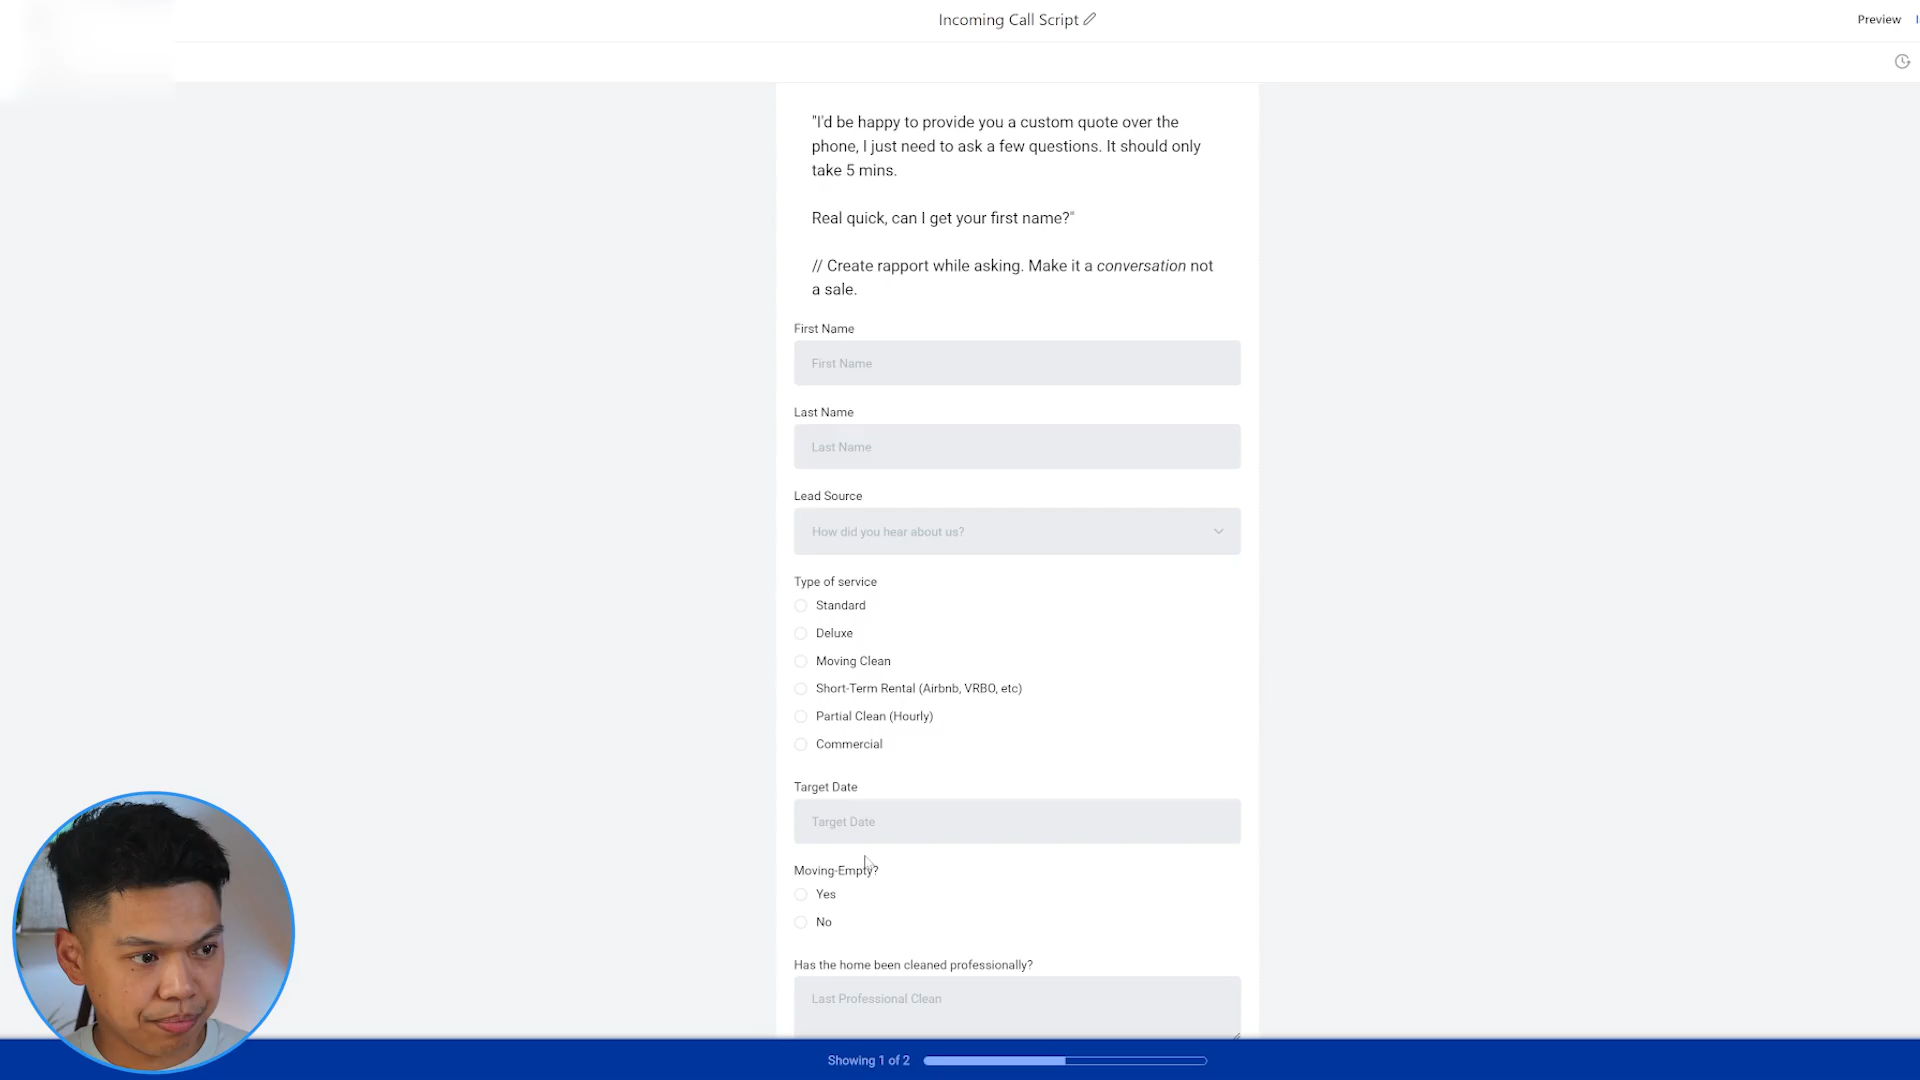 Incoming Call Script
Preview
"I'd be happy to provide you a custom quote over the
phone, I just need to ask a few questions. It should only
take 5 mins.
Real quick, can I get your first name?"
// Create rapport while asking. Make it a conversation not
a sale.
First Name
First Name
Last Name
Last Name
Lead Source
How did you hear about us?
Type of service
Standard
Deluxe
Moving Clean
Short-Term Rental (Airbnb, VRBO, etc)
Partial Clean (Hourly)
Commercial
Target Date
Target Date
Moving-Empty?
Yes
No
Has the home been cleaned professionally?
Last Professional Clean
Showing 1 of 2